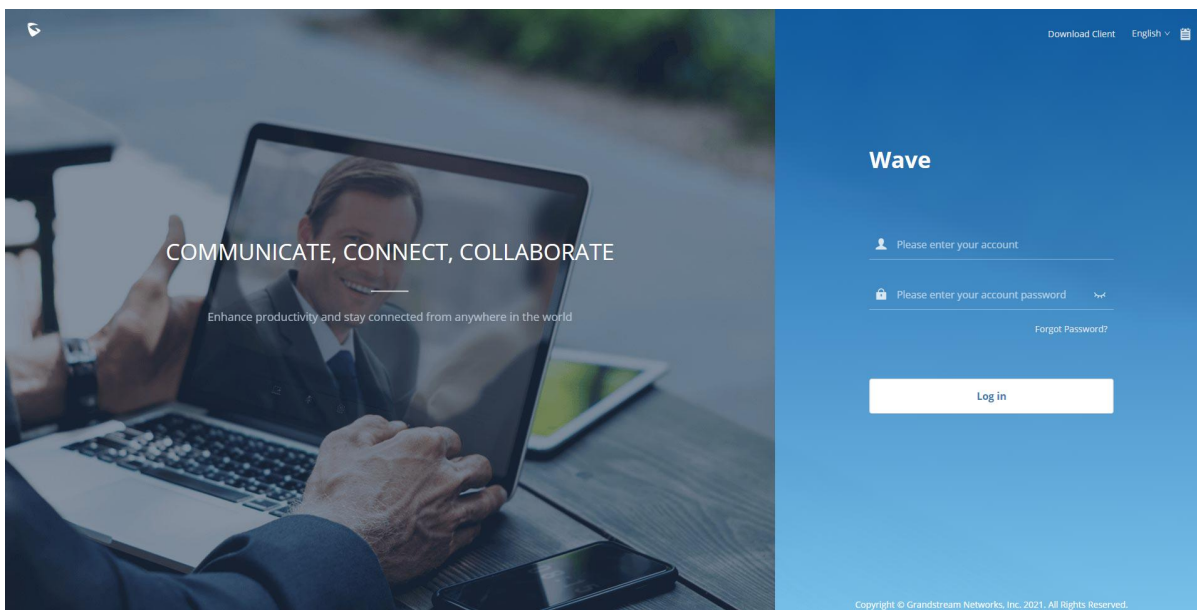 Download Client English
Wave
COMMUNICATE, CONNECT, COLLABORATE
Enhance productivity and stay connected from anywhere in the world
Please enter your account
Please enter your account password
Forgot Password?
Log in
Copyright © Grandstream Networks, Inc. 2021. All Rights Reserved.